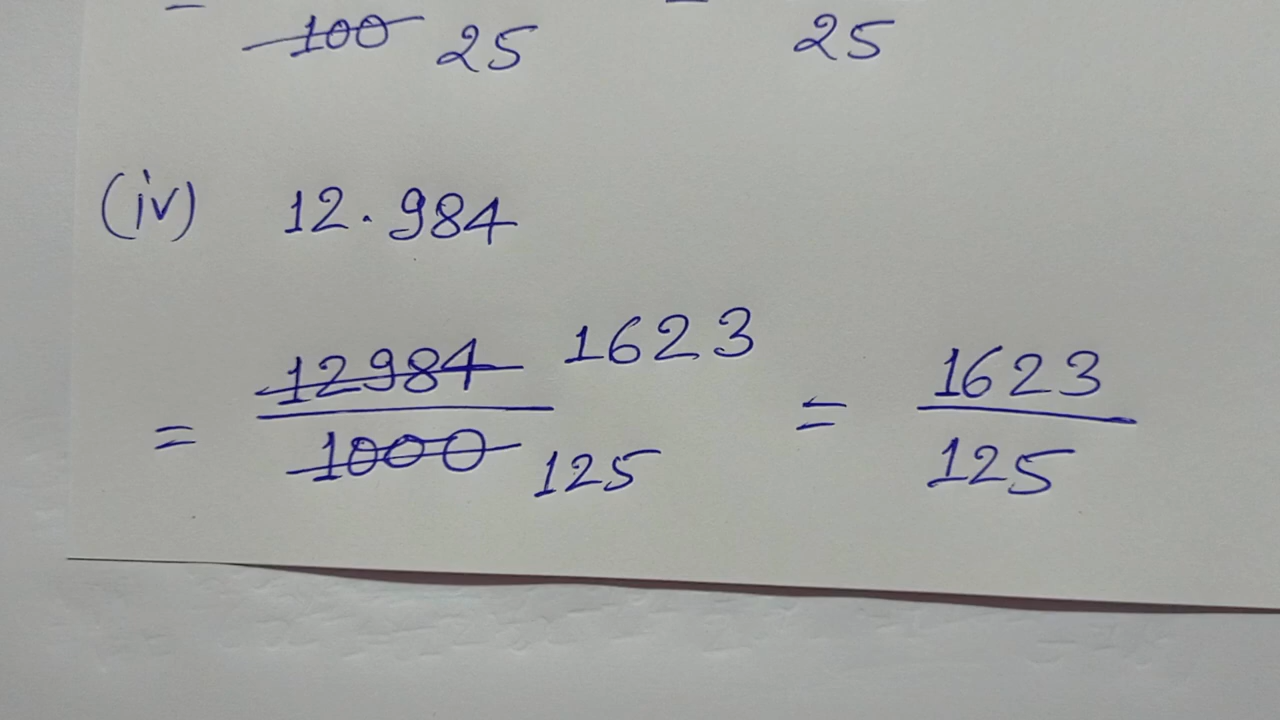 = 100 25 = 25
(iv) 12.984
= 12984/1000 1623/125 = 1623/125